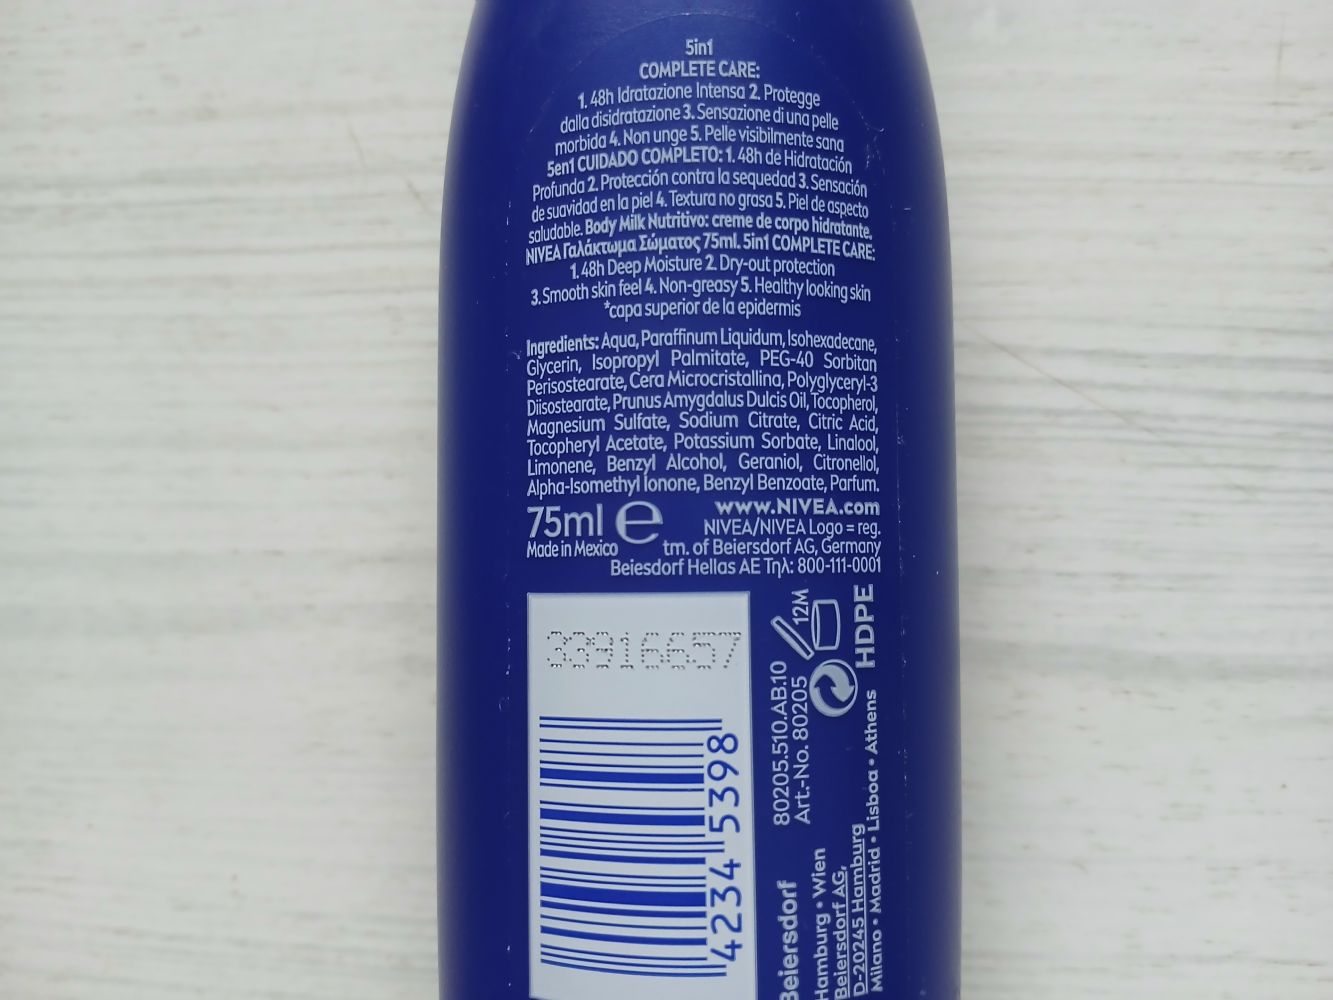 5in1
COMPLETE CARE:
1. 48h Idratazione Intensa 2. Protegge
dalla disidratazione 3. Sensazione di una pelle
morbida 4. Non unge 5. Pelle visibilmente sana
5en1 CUIDADO COMPLETO: 1. 48h de Hidratación
Profunda 2. Protección contra la sequedad 3. Sensación
de suavidad en la piel 4. Textura no grasa 5. Piel de aspecto
saludable. Body Milk Nutritivo: creme de corpo hidratante.
NIVEA Γαλάκτωμα Σώματος 75ml. 5in1 COMPLETE CARE:
1. 48h Deep Moisture 2. Dry-out protection
3. Smooth skin feel 4. Non-greasy 5. Healthy looking skin
*capa superior de la epidermis
Ingredients: Aqua, Paraffinum Liquidum, Isohexadecane,
Glycerin, Isopropyl Palmitate, PEG-40 Sorbitan
Perisostearate, Cera Microcristallina, Polyglyceryl-3
Diisostearate, Prunus Amygdalus Dulcis Oil, Tocopherol,
Magnesium Sulfate, Sodium Citrate, Citric Acid,
Tocopheryl Acetate, Potassium Sorbate, Linalool,
Limonene, Benzyl Alcohol, Geraniol, Citronellol,
Alpha-Isomethyl Ionone, Benzyl Benzoate, Parfum.
75ml e
www.NIVEA.com
NIVEA/NIVEA Logo = reg.
Made in Mexico tm. of Beiersdorf AG, Germany
Beiesdorf Hellas AE Τηλ: 800-111-0001
33916657
42345398
12M
HDPE
80205.510.AB.10
Art.-No. 80205
Beiersdorf
Hamburg • Wien
Beiersdorf AG,
D-20245 Hamburg
Milano • Madrid • Lisboa • Athens